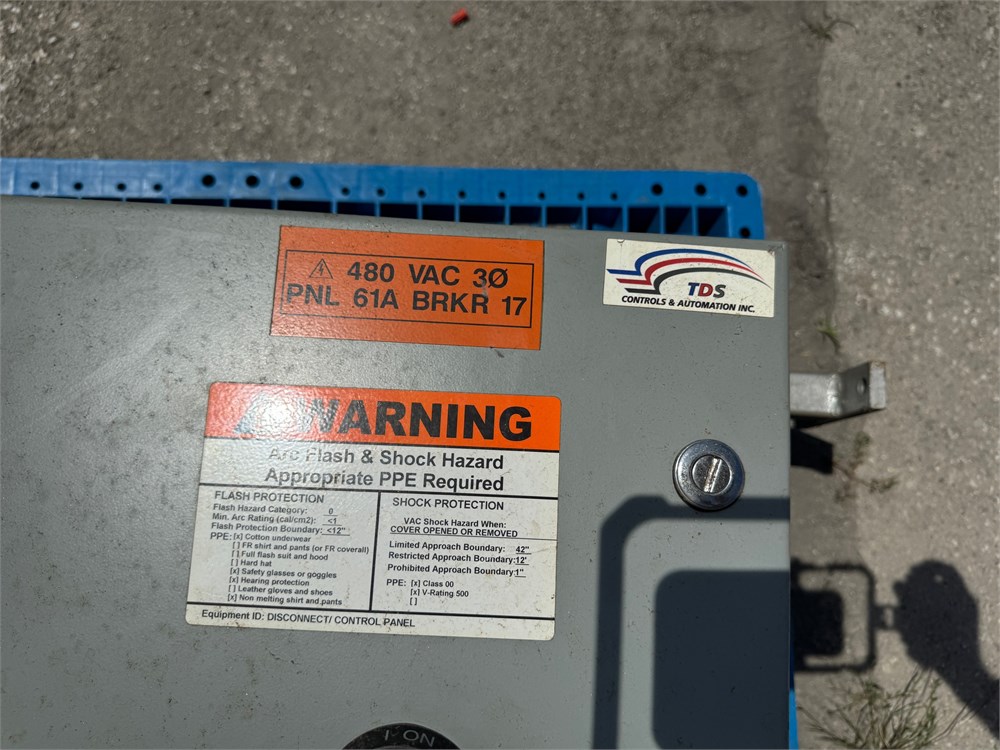 480 VAC 3Ø
PNL 61A BRKR 17
TDS
CONTROLS & AUTOMATION INC.
WARNING
Arc Flash & Shock Hazard
Appropriate PPE Required
FLASH PROTECTION
Flash Hazard Category: 0
Min. Arc Rating (cal/cm2): <1
Flash Protection Boundary: <12"
PPE: [x] Cotton underwear
[ ] FR shirt and pants (or FR coverall)
[ ] Full flash suit and hood
[ ] Hard hat
[x] Safety glasses or goggles
[x] Hearing protection
[ ] Leather gloves and shoes
[x] Non melting shirt and pants
SHOCK PROTECTION
VAC Shock Hazard When:
COVER OPENED OR REMOVED
Limited Approach Boundary: 42"
Restricted Approach Boundary: 12'
Prohibited Approach Boundary: 1"
PPE: [x] Class 00
[x] V-Rating 500
[ ]
Equipment ID: DISCONNECT/ CONTROL PANEL
I ON